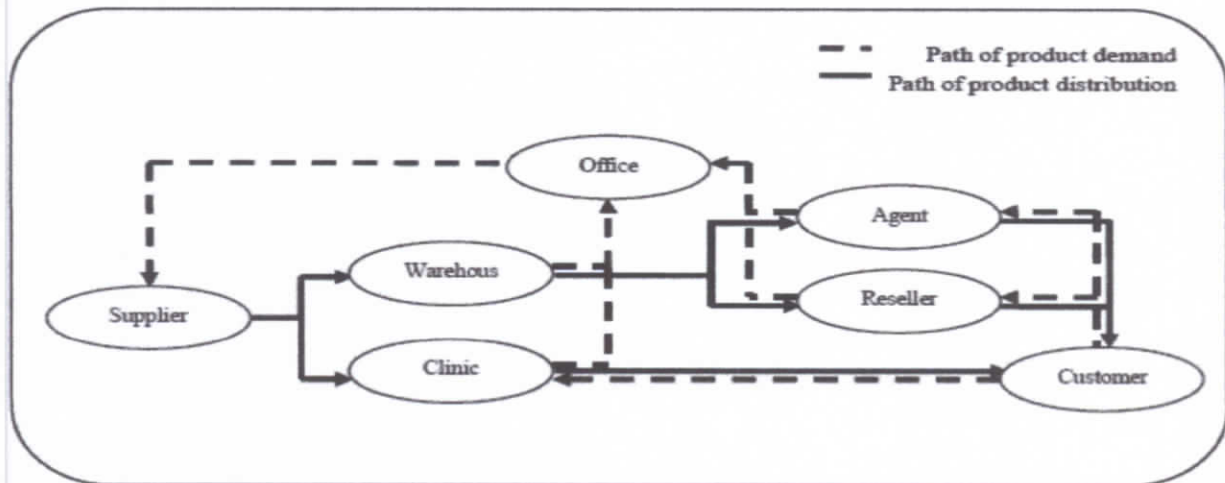 Path of product demand
Path of product distribution
Office
Agent
Warehous
Reseller
Supplier
Clinic
Customer